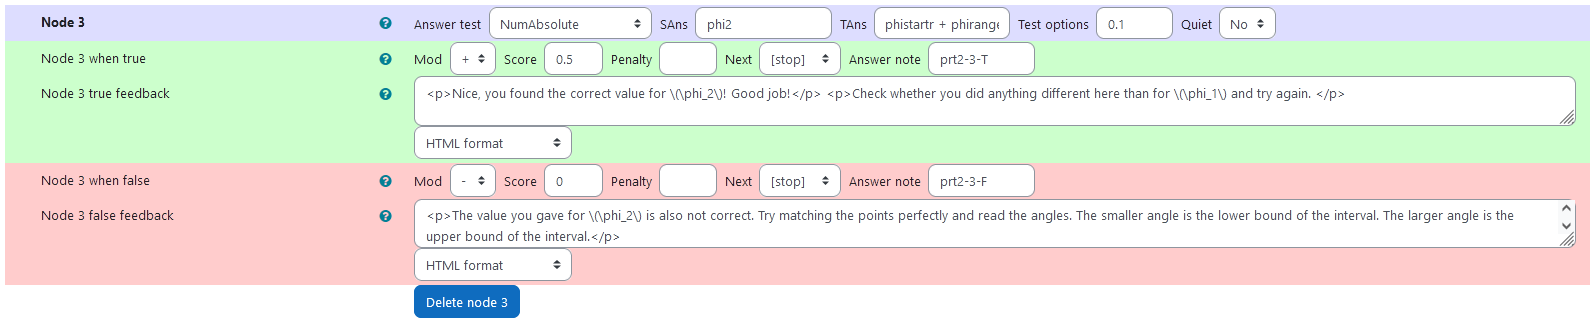 Node 3 Answer test NumAbsolute SAns phi2 TAns phistartr + phirange Test options 0.1 Quiet No
Node 3 when true Mod + Score 0.5 Penalty Next [stop] Answer note prt2-3-T
Node 3 true feedback <p>Nice, you found the correct value for \(\phi_2\)! Good job!</p> <p>Check whether you did anything different here than for \(\phi_1\) and try again. </p>
HTML format
Node 3 when false Mod - Score 0 Penalty Next [stop] Answer note prt2-3-F
Node 3 false feedback <p>The value you gave for \(\phi_2\) is also not correct. Try matching the points perfectly and read the angles. The smaller angle is the lower bound of the interval. The larger angle is the
upper bound of the interval.</p>
HTML format
Delete node 3